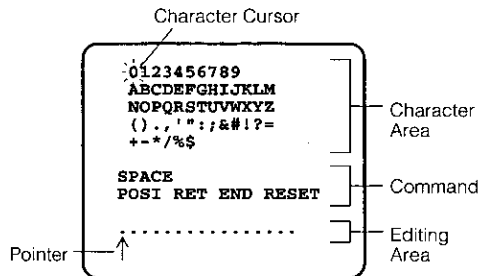 Character Cursor
0123456789
ABCDEFGHIJKLM
NOPQRSTUVWXYZ
().,'":;&#!?=
+-*/%$
Character
Area
SPACE
POSI RET END RESET
Command
................
Editing
Area
Pointer